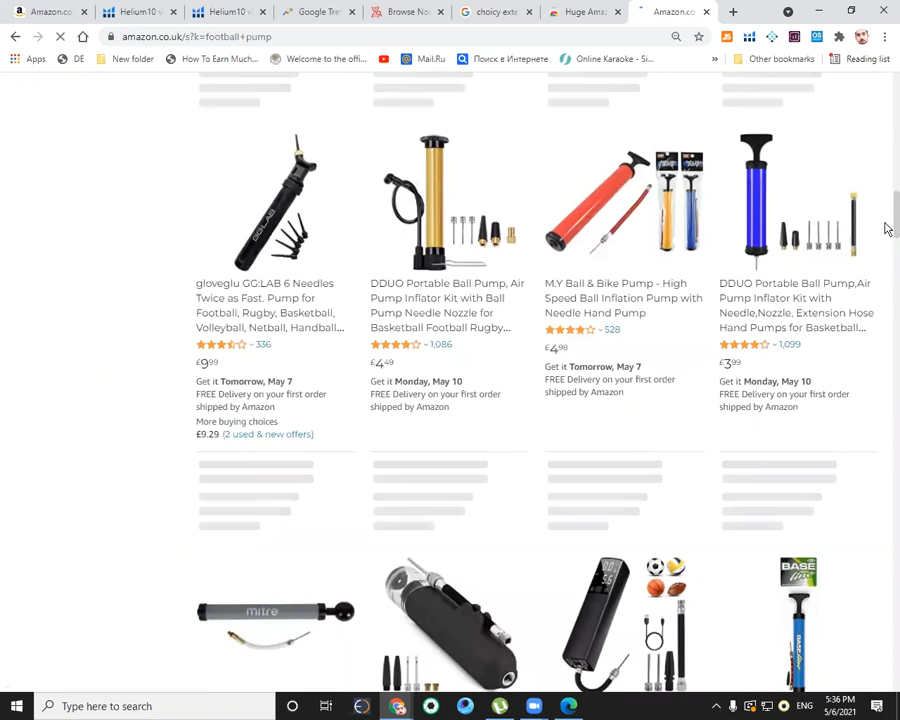 Amazon.co
Helium10
Helium10
Google Tre
Browse No
choicy exte
Huge Ama
Amazon.co
amazon.co.uk/s?k=football+pump
Apps
DE
New folder
How To Earn Much...
Welcome to the offi...
Mail.Ru
Поиск в Интернете
Online Karaoke - Si...
»
Other bookmarks
Reading list
gloveglu GG:LAB 6 Needles
Twice as Fast. Pump for
Football, Rugby, Basketball,
Volleyball, Netball, Handball...
336
£9.99
Get it Tomorrow, May 7
FREE Delivery on your first order
shipped by Amazon
More buying choices
£9.29 (2 used & new offers)
DDUO Portable Ball Pump, Air
Pump Inflator Kit with Ball
Pump Needle Nozzle for
Basketball Football Rugby...
1,086
£4.49
Get it Monday, May 10
FREE Delivery on your first order
shipped by Amazon
M.Y Ball & Bike Pump - High
Speed Ball Inflation Pump with
Needle Hand Pump
528
£4.98
Get it Tomorrow, May 7
FREE Delivery on your first order
shipped by Amazon
DDUO Portable Ball Pump,Air
Pump Inflator Kit with
Needle,Nozzle, Extension Hose
Hand Pumps for Basketball...
1,099
£3.99
Get it Monday, May 10
FREE Delivery on your first order
shipped by Amazon
GG:LAB
mitre
BASE
Type here to search
ENG
5:36 PM
5/6/2021